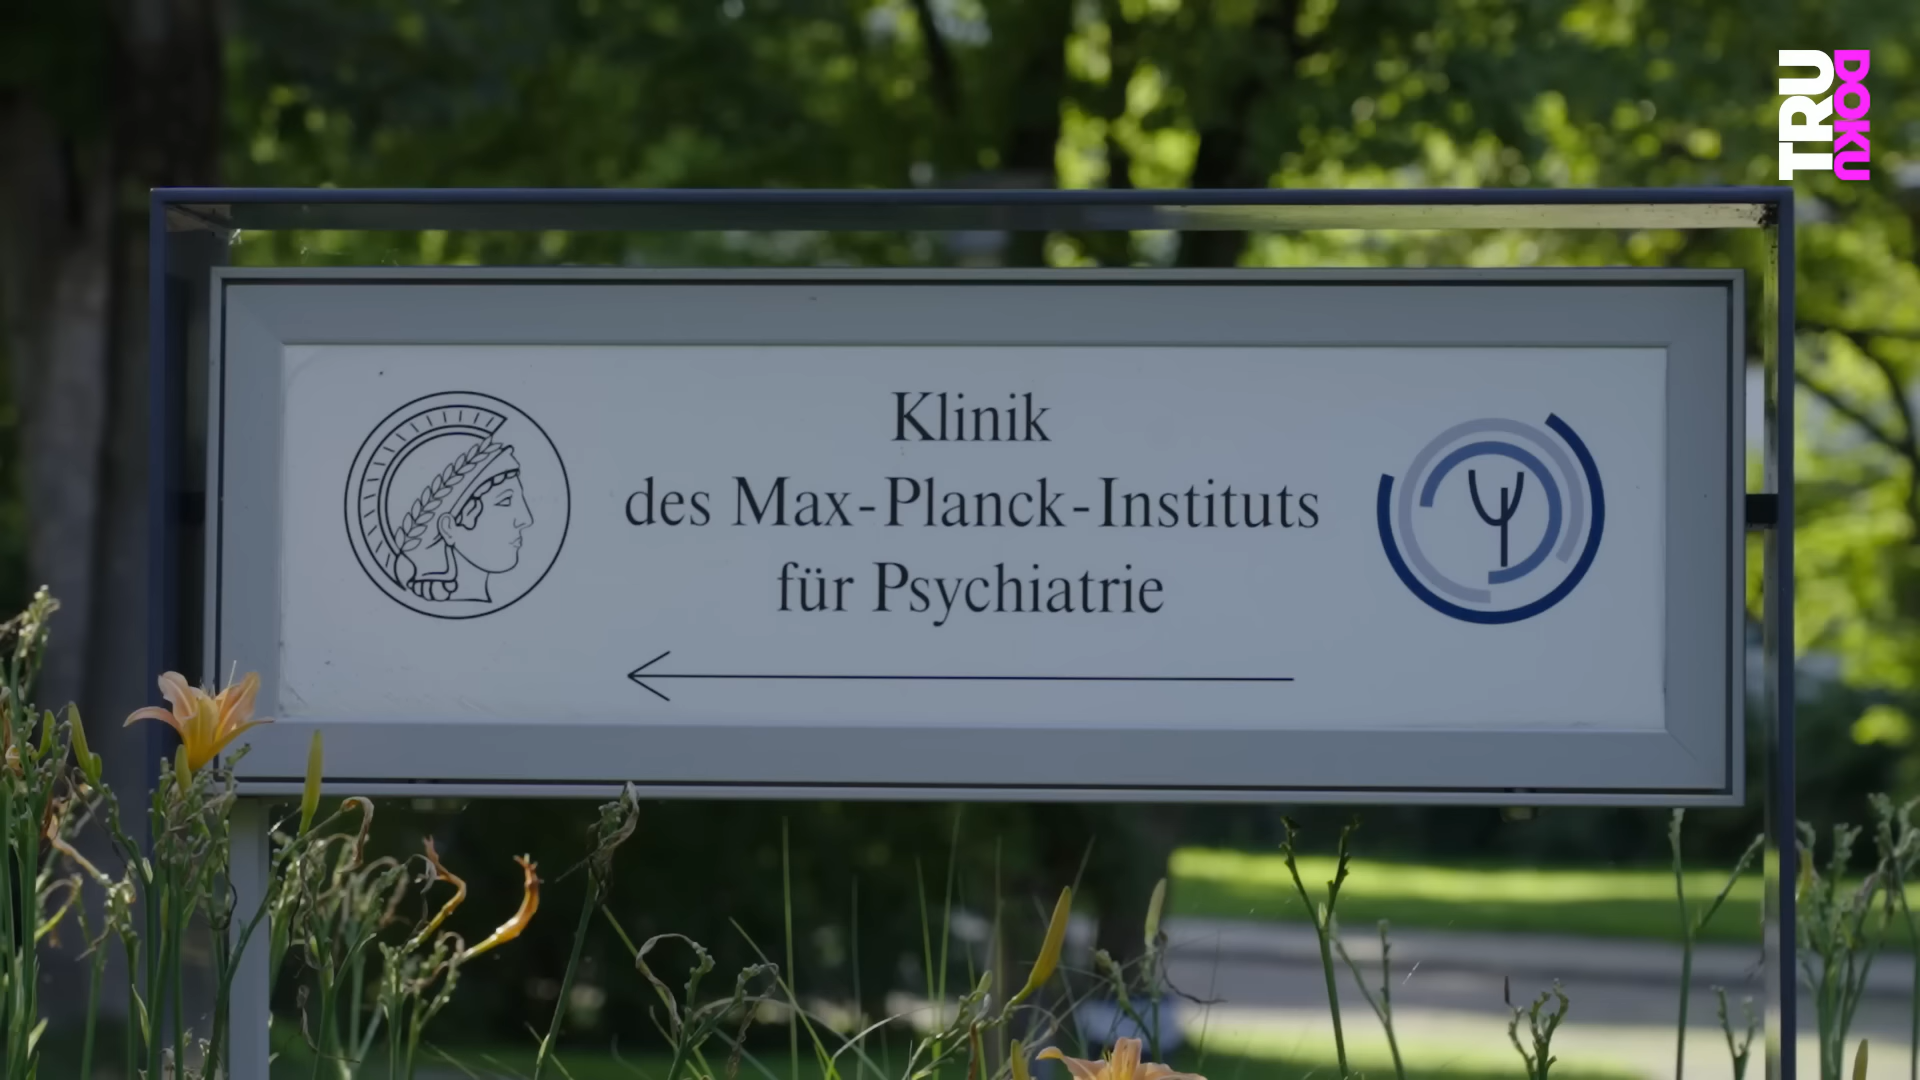 TRU
DOKU
Klinik
des Max-Planck-Instituts
für Psychiatrie